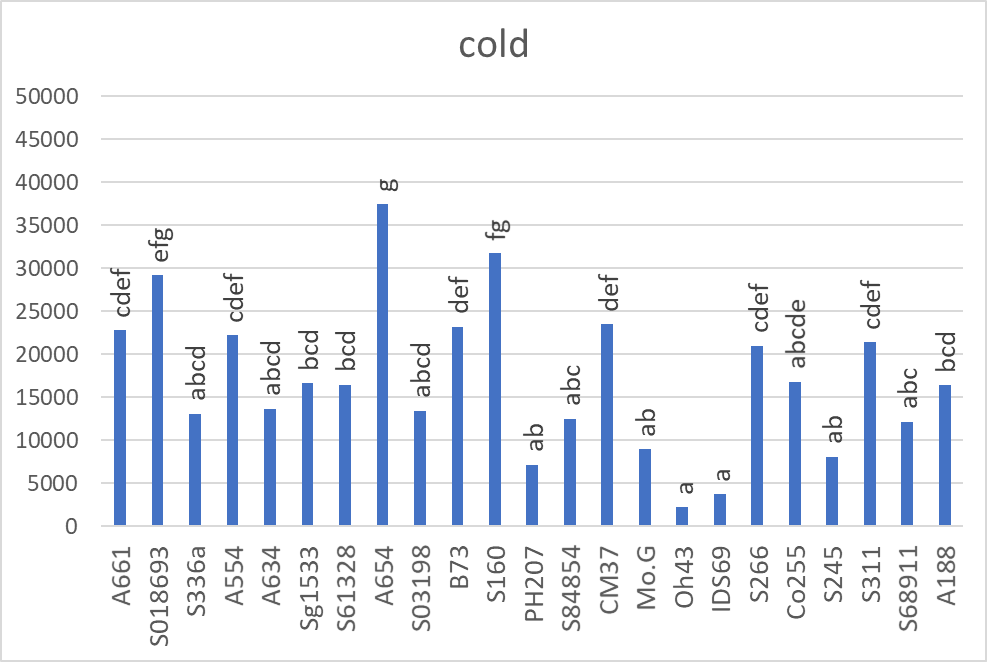 cold
50000
45000
40000
35000
30000
25000
20000
15000
10000
5000
0
cdef
efg
abcd
cdef
abcd
bcd
bcd
g
abcd
def
fg
ab
abc
def
ab
a
a
cdef
abcde
ab
cdef
abc
bcd
A661
S018693
S336a
A554
A634
Sg1533
S61328
A654
S03198
B73
S160
PH207
S84854
CM37
Mo.G
Oh43
IDS69
S266
Co255
S245
S311
S68911
A188